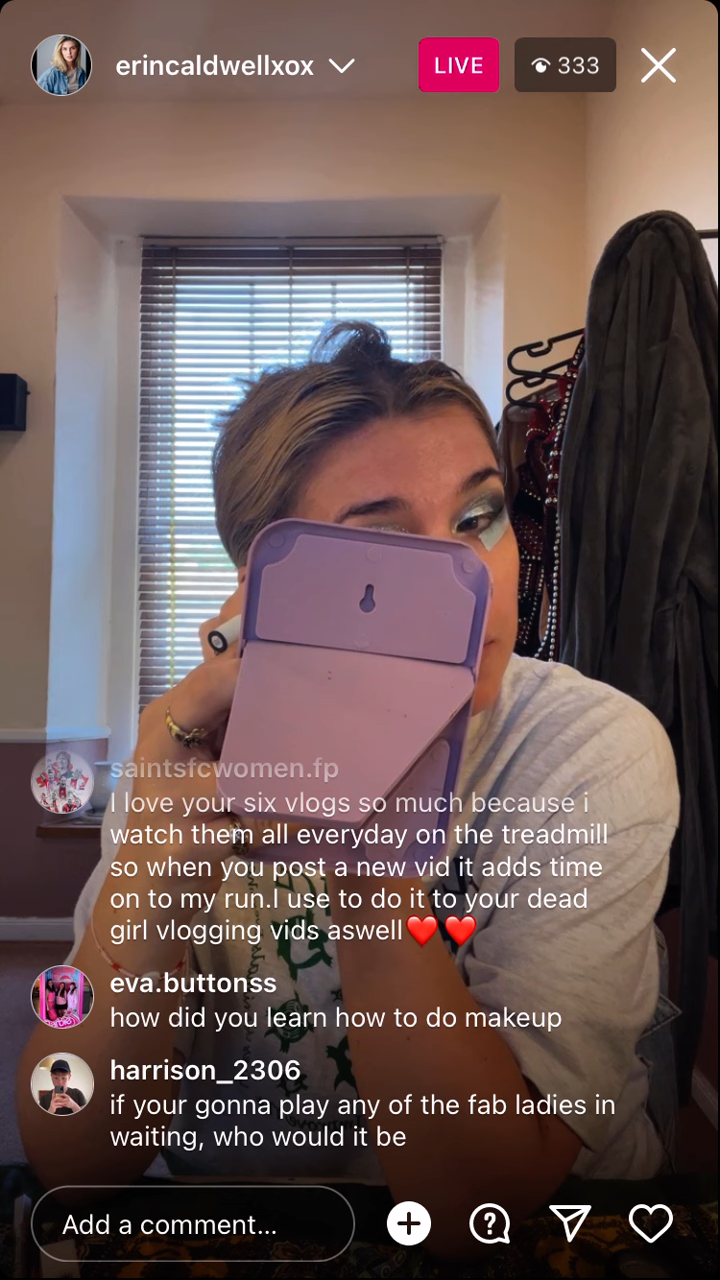 erincaldwellxox
LIVE
333
saintsfcwomen.fp
I love your six vlogs so much because i
watch them all everyday on the treadmill
so when you post a new vid it adds time
on to my run.I use to do it to your dead
girl vlogging vids aswell❤️❤️
eva.buttonss
how did you learn how to do makeup
harrison_2306
if your gonna play any of the fab ladies in
waiting, who would it be
Add a comment...